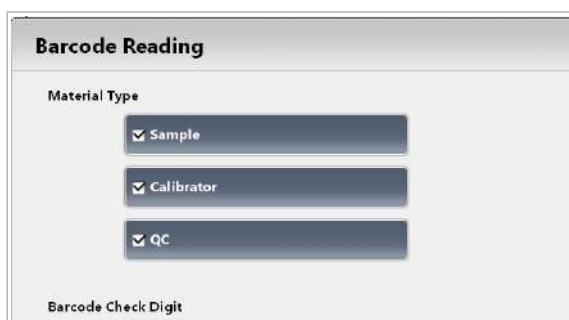 Barcode Reading
Material Type
Sample
Calibrator
QC
Barcode Check Digit